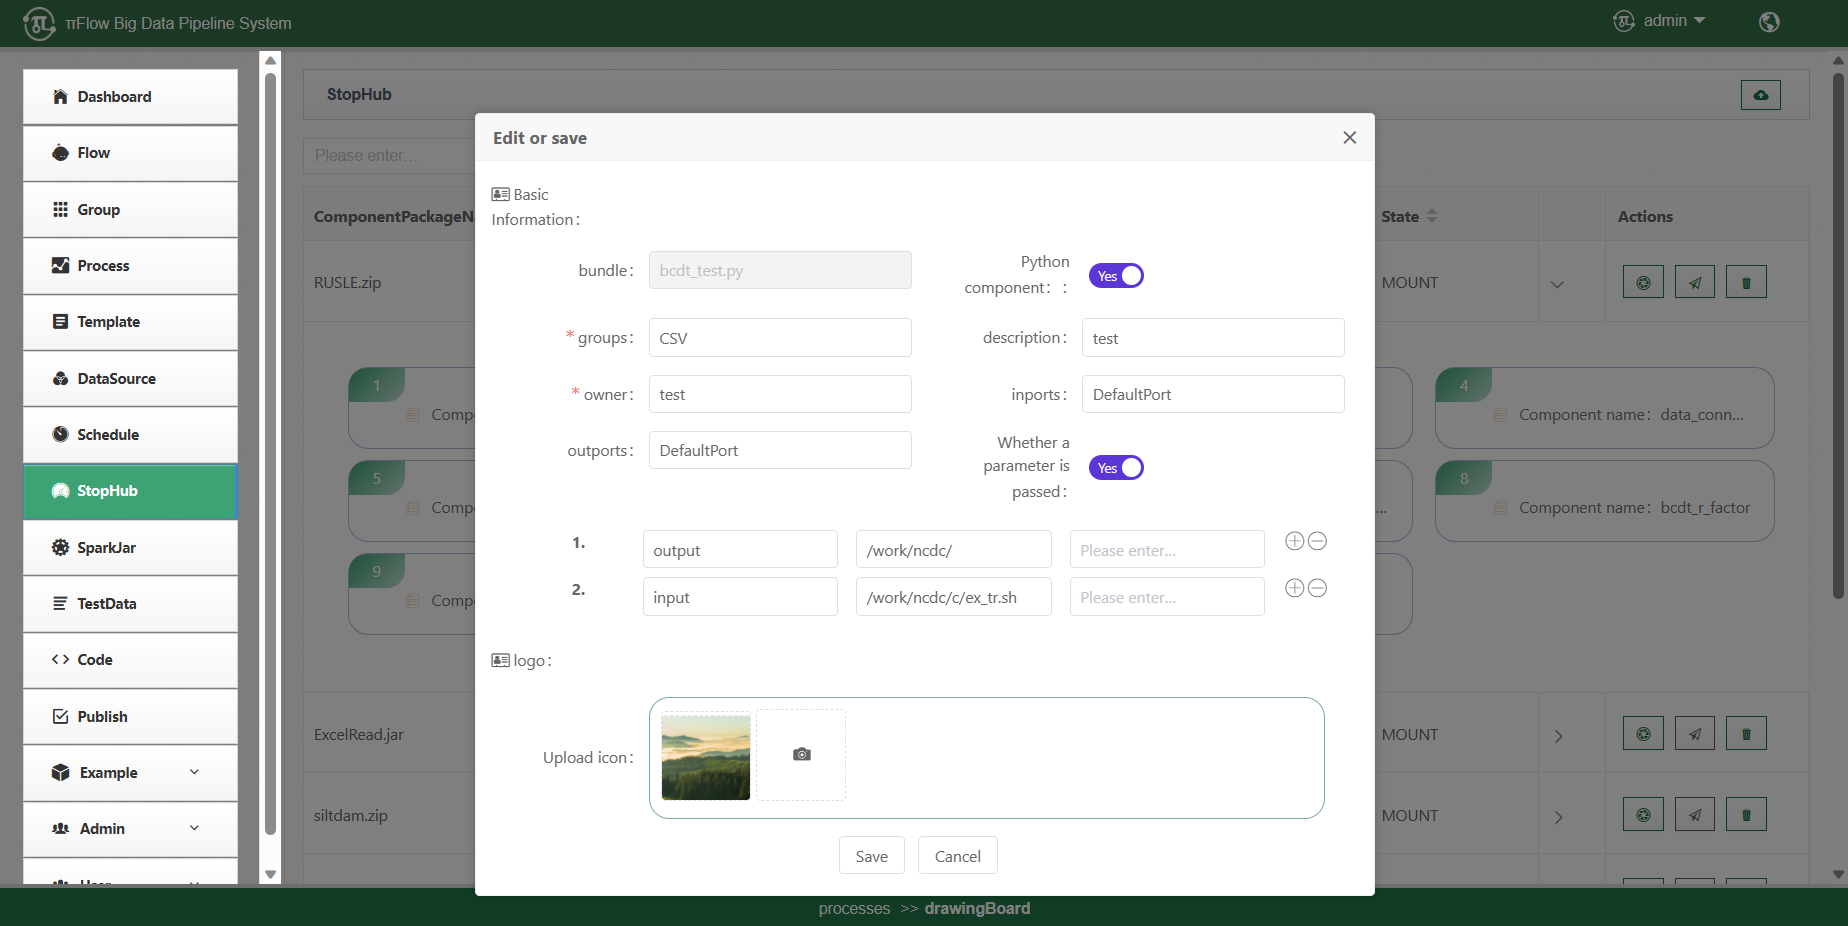 πFlow Big Data Pipeline System
admin
Dashboard
Flow
Group
Process
Template
DataSource
Schedule
StopHub
SparkJar
TestData
Code
Publish
Example
Admin
User
StopHub
Please enter...
ComponentPackageN
State
Actions
RUSLE.zip
MOUNT
1
Comp
4
Component name：data_conn...
5
Comp
...
8
Component name：bcdt_r_factor
9
Comp
ExcelRead.jar
MOUNT
siltdam.zip
MOUNT
Edit or save
Basic
Information：
bundle：
bcdt_test.py
Python
component：：
Yes
*groups：
CSV
description：
test
*owner：
test
inports：
DefaultPort
outports：
DefaultPort
Whether a
parameter is
passed：
Yes
1.
output
/work/ncdc/
Please enter...
2.
input
/work/ncdc/c/ex_tr.sh
Please enter...
logo：
Upload icon：
Save
Cancel
processes >> drawingBoard